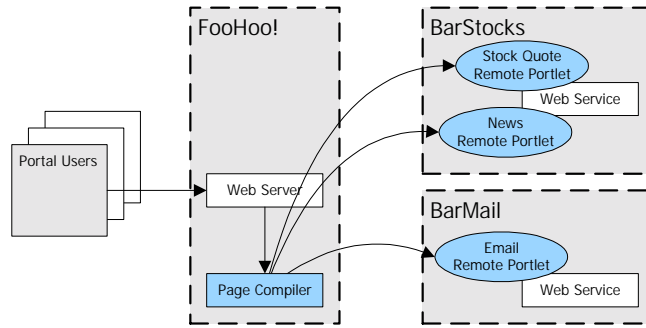 FooHoo!
BarStocks
Stock Quote
Remote Portlet
Web Service
News
Remote Portlet
Portal Users
Web Server
BarMail
Email
Remote Portlet
Page Compiler
Web Service